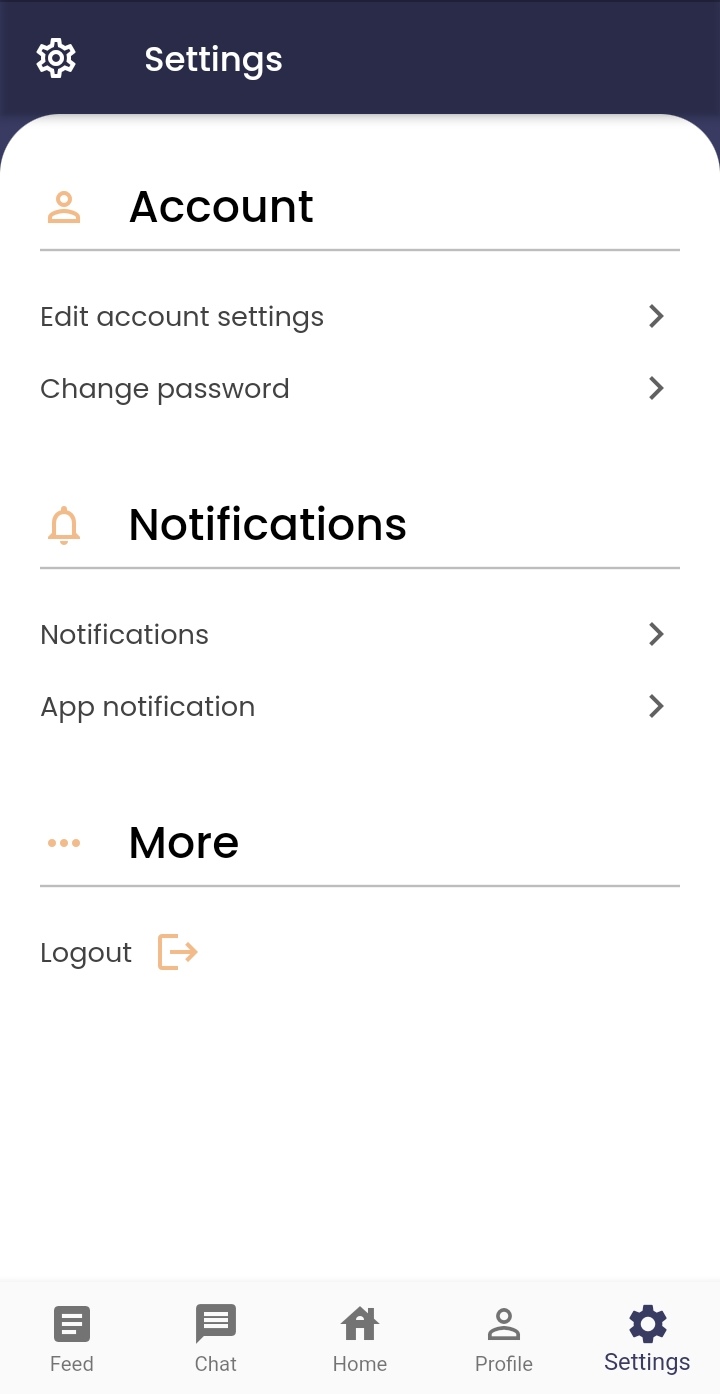 Settings
Account
Edit account settings
Change password
Notifications
Notifications
App notification
More
Logout
Feed
Chat
Home
Profile
Settings